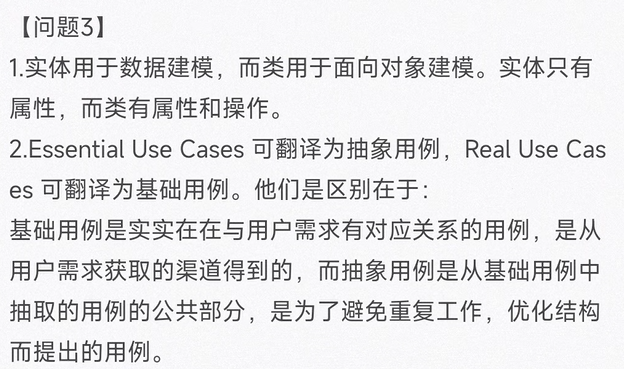 【问题3】
1.实体用于数据建模，而类用于面向对象建模。实体只有
属性，而类有属性和操作。
2.Essential Use Cases 可翻译为抽象用例，Real Use Cas
es 可翻译为基础用例。他们是区别在于：
基础用例是实实在在与用户需求有对应关系的用例，是从
用户需求获取的渠道得到的，而抽象用例是从基础用例中
抽取的用例的公共部分，是为了避免重复工作，优化结构
而提出的用例。